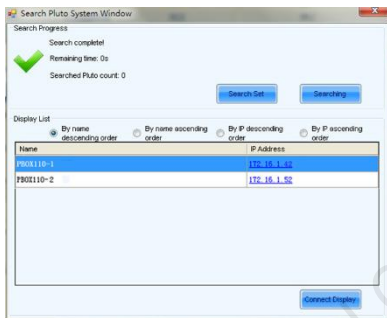 Search Pluto System Window
Search Progress
Search complete!
Remaining time: 0s
Searched Pluto count: 0
Search Set
Searching
Display List
By name descending order
By name ascending order
By IP descending order
By IP ascending order
Name
IP Address
PBOX110-1
172.16.1.42
PBOX110-2
172.16.1.52
Connect Display